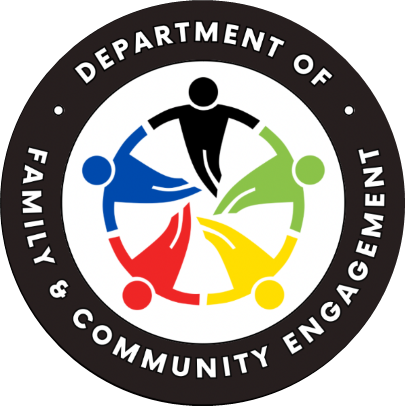 DEPARTMENT OF
FAMILY & COMMUNITY ENGAGEMENT